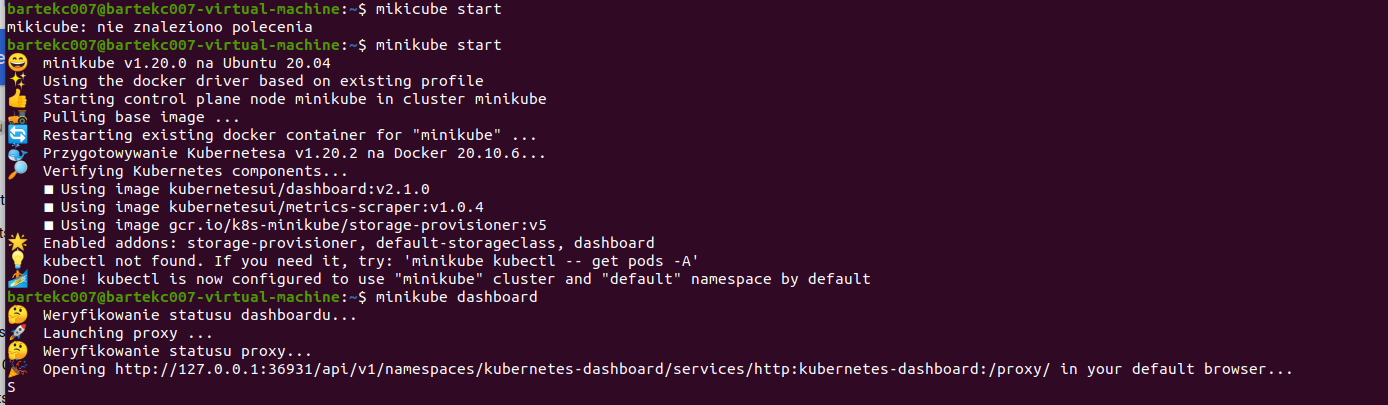 bartekc007@bartekc007-virtual-machine:~$ mikicube start
mikicube: nie znaleziono polecenia
bartekc007@bartekc007-virtual-machine:~$ minikube start
minikube v1.20.0 na Ubuntu 20.04
Using the docker driver based on existing profile
Starting control plane node minikube in cluster minikube
Pulling base image ...
Restarting existing docker container for "minikube" ...
Przygotowywanie Kubernetesa v1.20.2 na Docker 20.10.6...
Verifying Kubernetes components...
■ Using image kubernetesui/dashboard:v2.1.0
■ Using image kubernetesui/metrics-scraper:v1.0.4
■ Using image gcr.io/k8s-minikube/storage-provisioner:v5
Enabled addons: storage-provisioner, default-storageclass, dashboard
kubectl not found. If you need it, try: 'minikube kubectl -- get pods -A'
Done! kubectl is now configured to use "minikube" cluster and "default" namespace by default
bartekc007@bartekc007-virtual-machine:~$ minikube dashboard
Weryfikowanie statusu dashboardu...
Launching proxy ...
Weryfikowanie statusu proxy...
Opening http://127.0.0.1:36931/api/v1/namespaces/kubernetes-dashboard/services/http:kubernetes-dashboard:/proxy/ in your default browser...
S